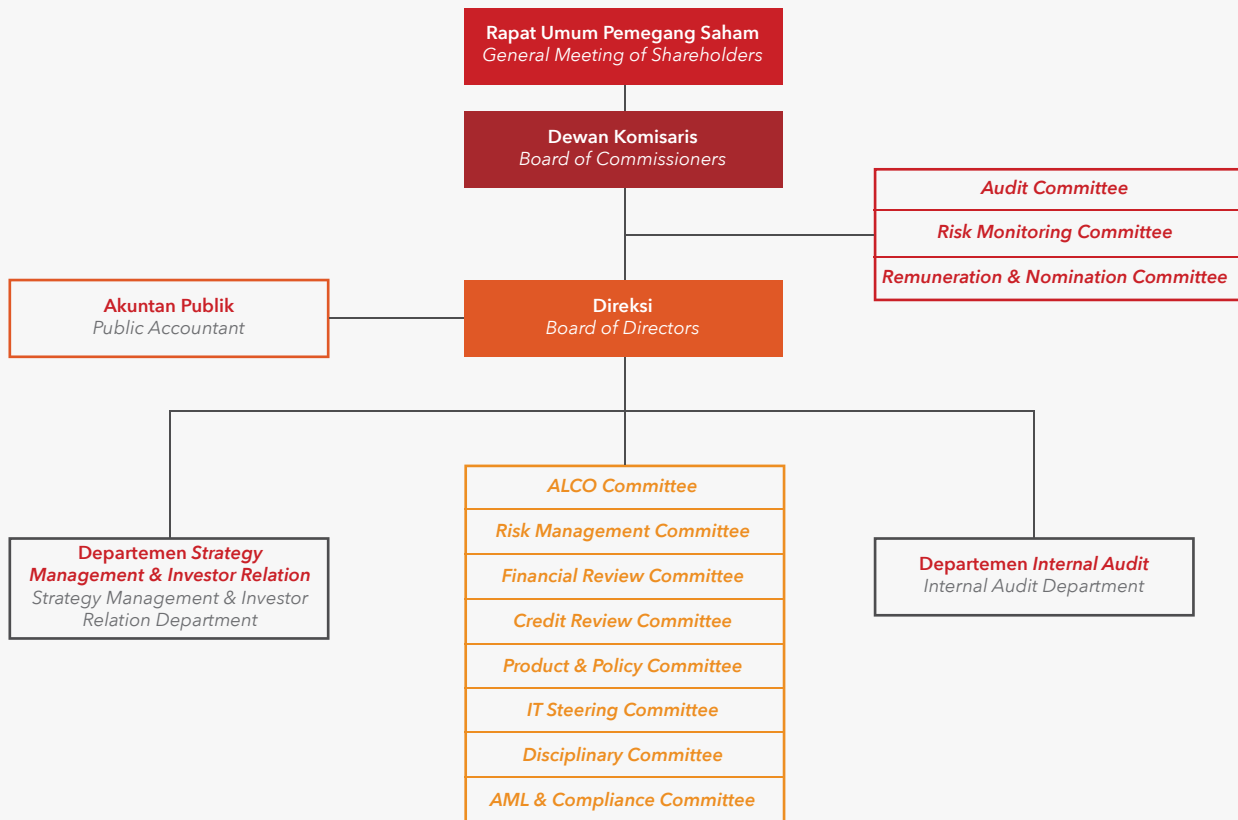 Rapat Umum Pemegang Saham
General Meeting of Shareholders
Dewan Komisaris
Board of Commissioners
Audit Committee
Risk Monitoring Committee
Remuneration & Nomination Committee
Akuntan Publik
Public Accountant
Direksi
Board of Directors
Departemen Strategy
Management & Investor Relation
Strategy Management & Investor
Relation Department
ALCO Committee
Risk Management Committee
Financial Review Committee
Credit Review Committee
Product & Policy Committee
IT Steering Committee
Disciplinary Committee
AML & Compliance Committee
Departemen Internal Audit
Internal Audit Department